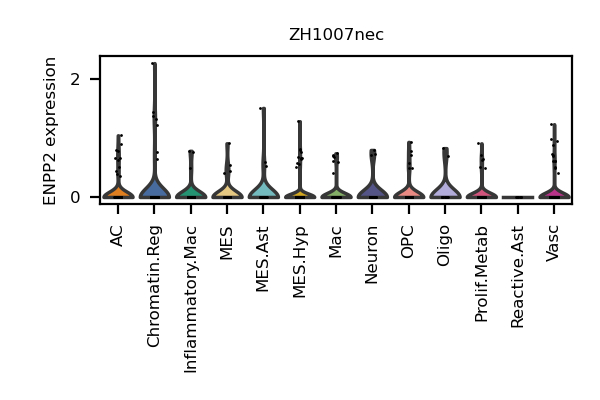 ZH1007nec
ENPP2 expression
2
0
AC
Chromatin.Reg
Inflammatory.Mac
MES
MES.Ast
MES.Hyp
Mac
Neuron
OPC
Oligo
Prolif.Metab
Reactive.Ast
Vasc